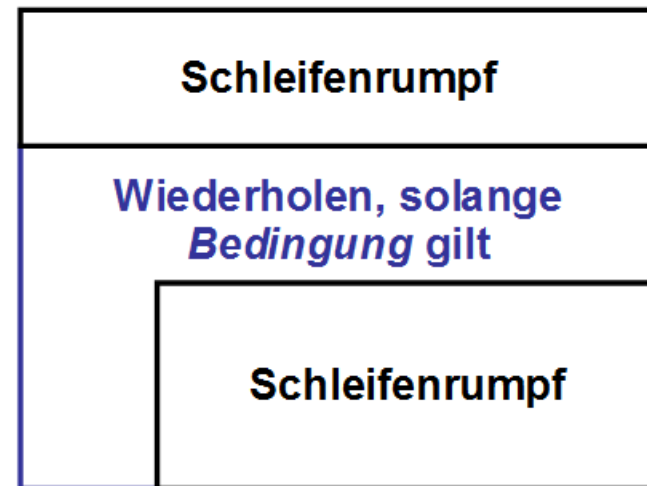 Schleifenrumpf
Wiederholen, solange
Bedingung gilt
Schleifenrumpf